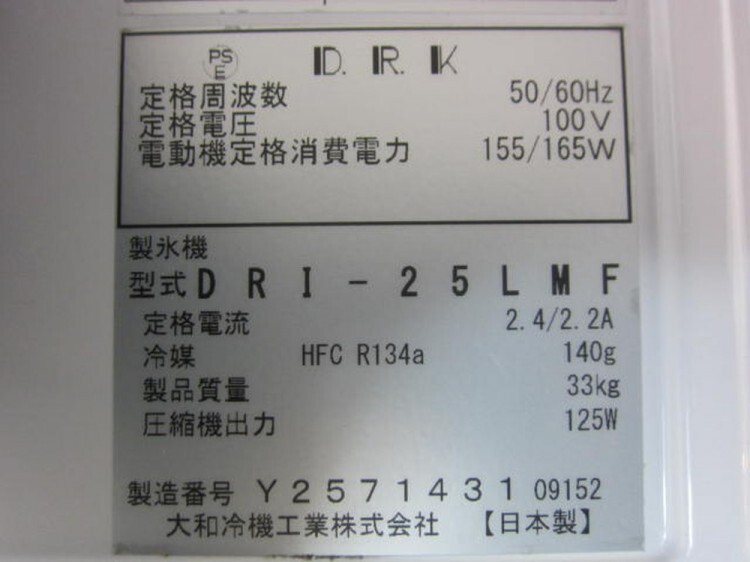 PS
E
D. R. K
定格周波数 50/60Hz
定格電圧 100V
電動機定格消費電力 155/165W
製氷機
型式 DRI-25LMF
定格電流 2.4/2.2A
冷媒 HFC R134a 140g
製品質量 33kg
圧縮機出力 125W
製造番号 Y2571431 09152
大和冷機工業株式会社 【日本製】